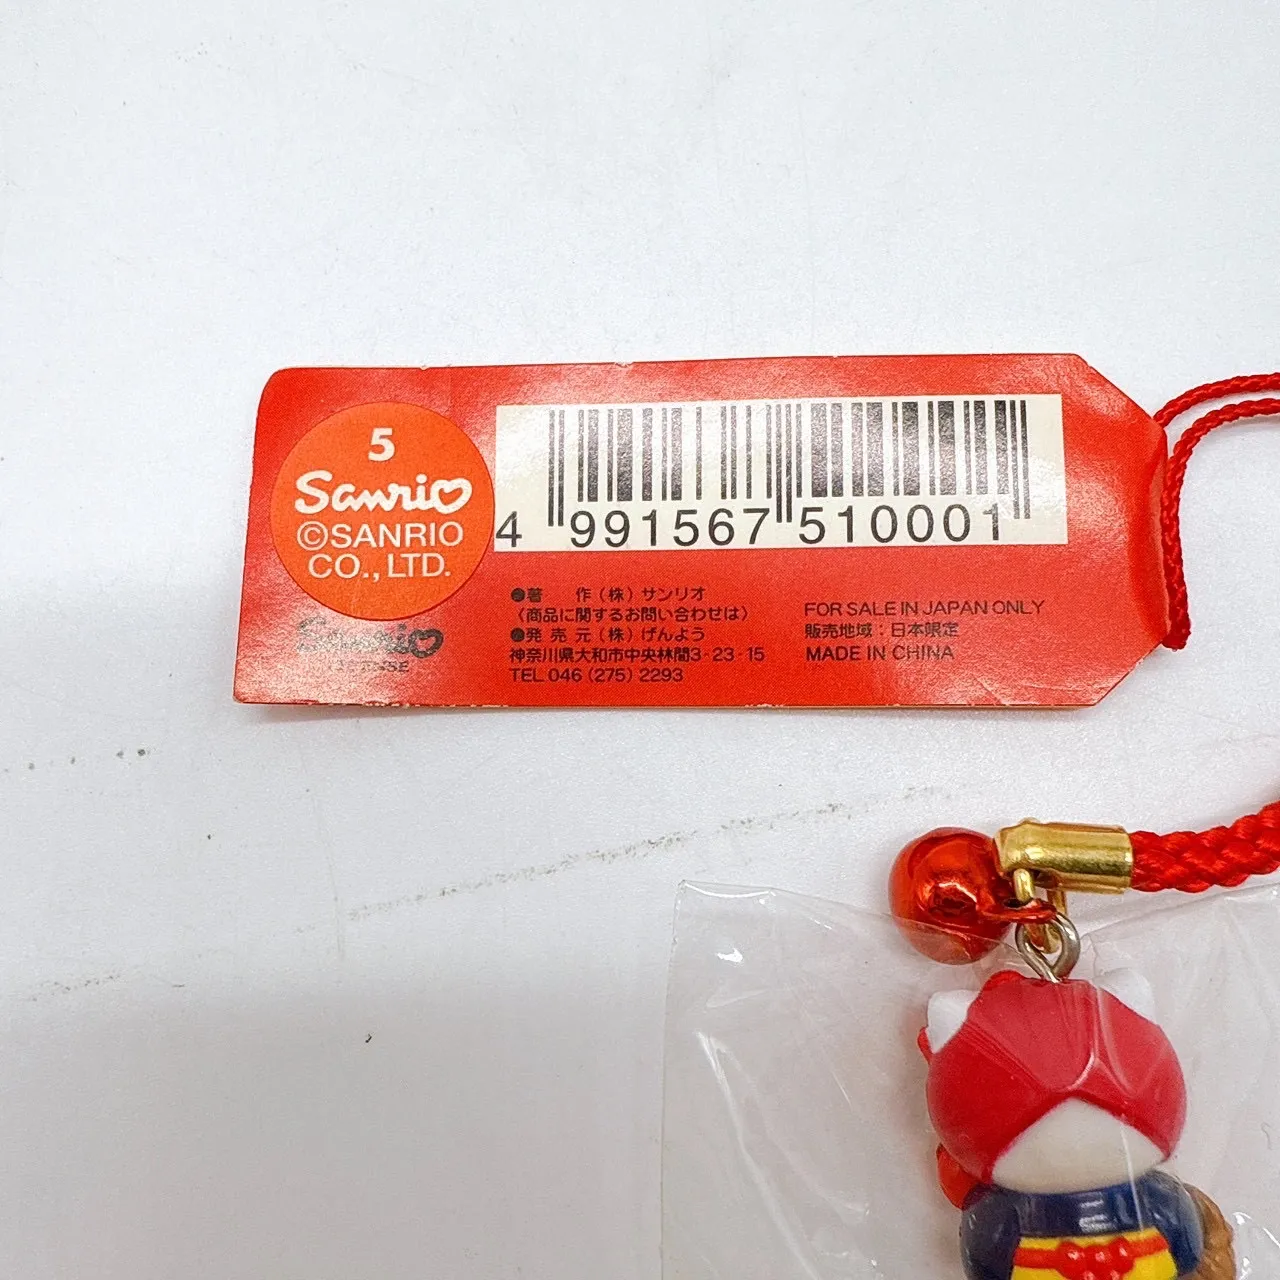 5
Sanrio
©SANRIO
CO., LTD.
Sanrio
4 991567 510001
●著 作（株）サンリオ
（商品に関するお問い合わせは）
●発 売 元（株）げんよう
神奈川県大和市中央林間3-23-15
TEL 046 (275) 2293
FOR SALE IN JAPAN ONLY
販売地域：日本限定
MADE IN CHINA